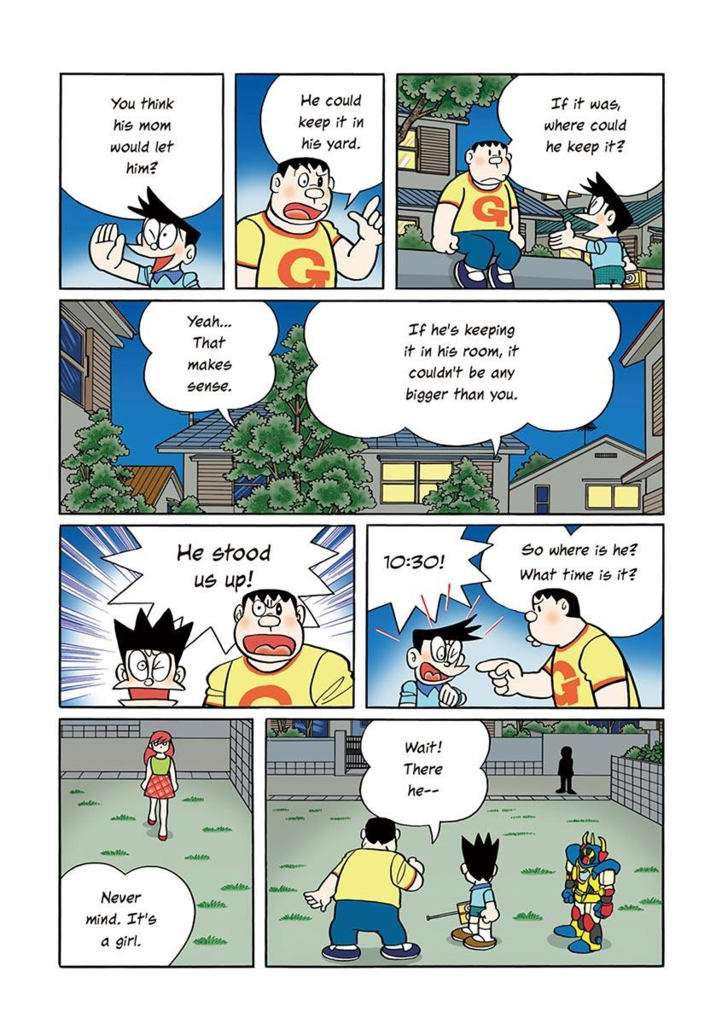 If it was,
where could
he keep it?
G
He could
keep it in
his yard.
G
You think
his mom
would let
him?
If he's keeping
it in his room, it
couldn't be any
bigger than you.
Yeah...
That
makes
sense.
So where is he?
What time is it?
G
10:30!
He stood
us up!
G
Wait!
There
he--
Never
mind. It's
a girl.